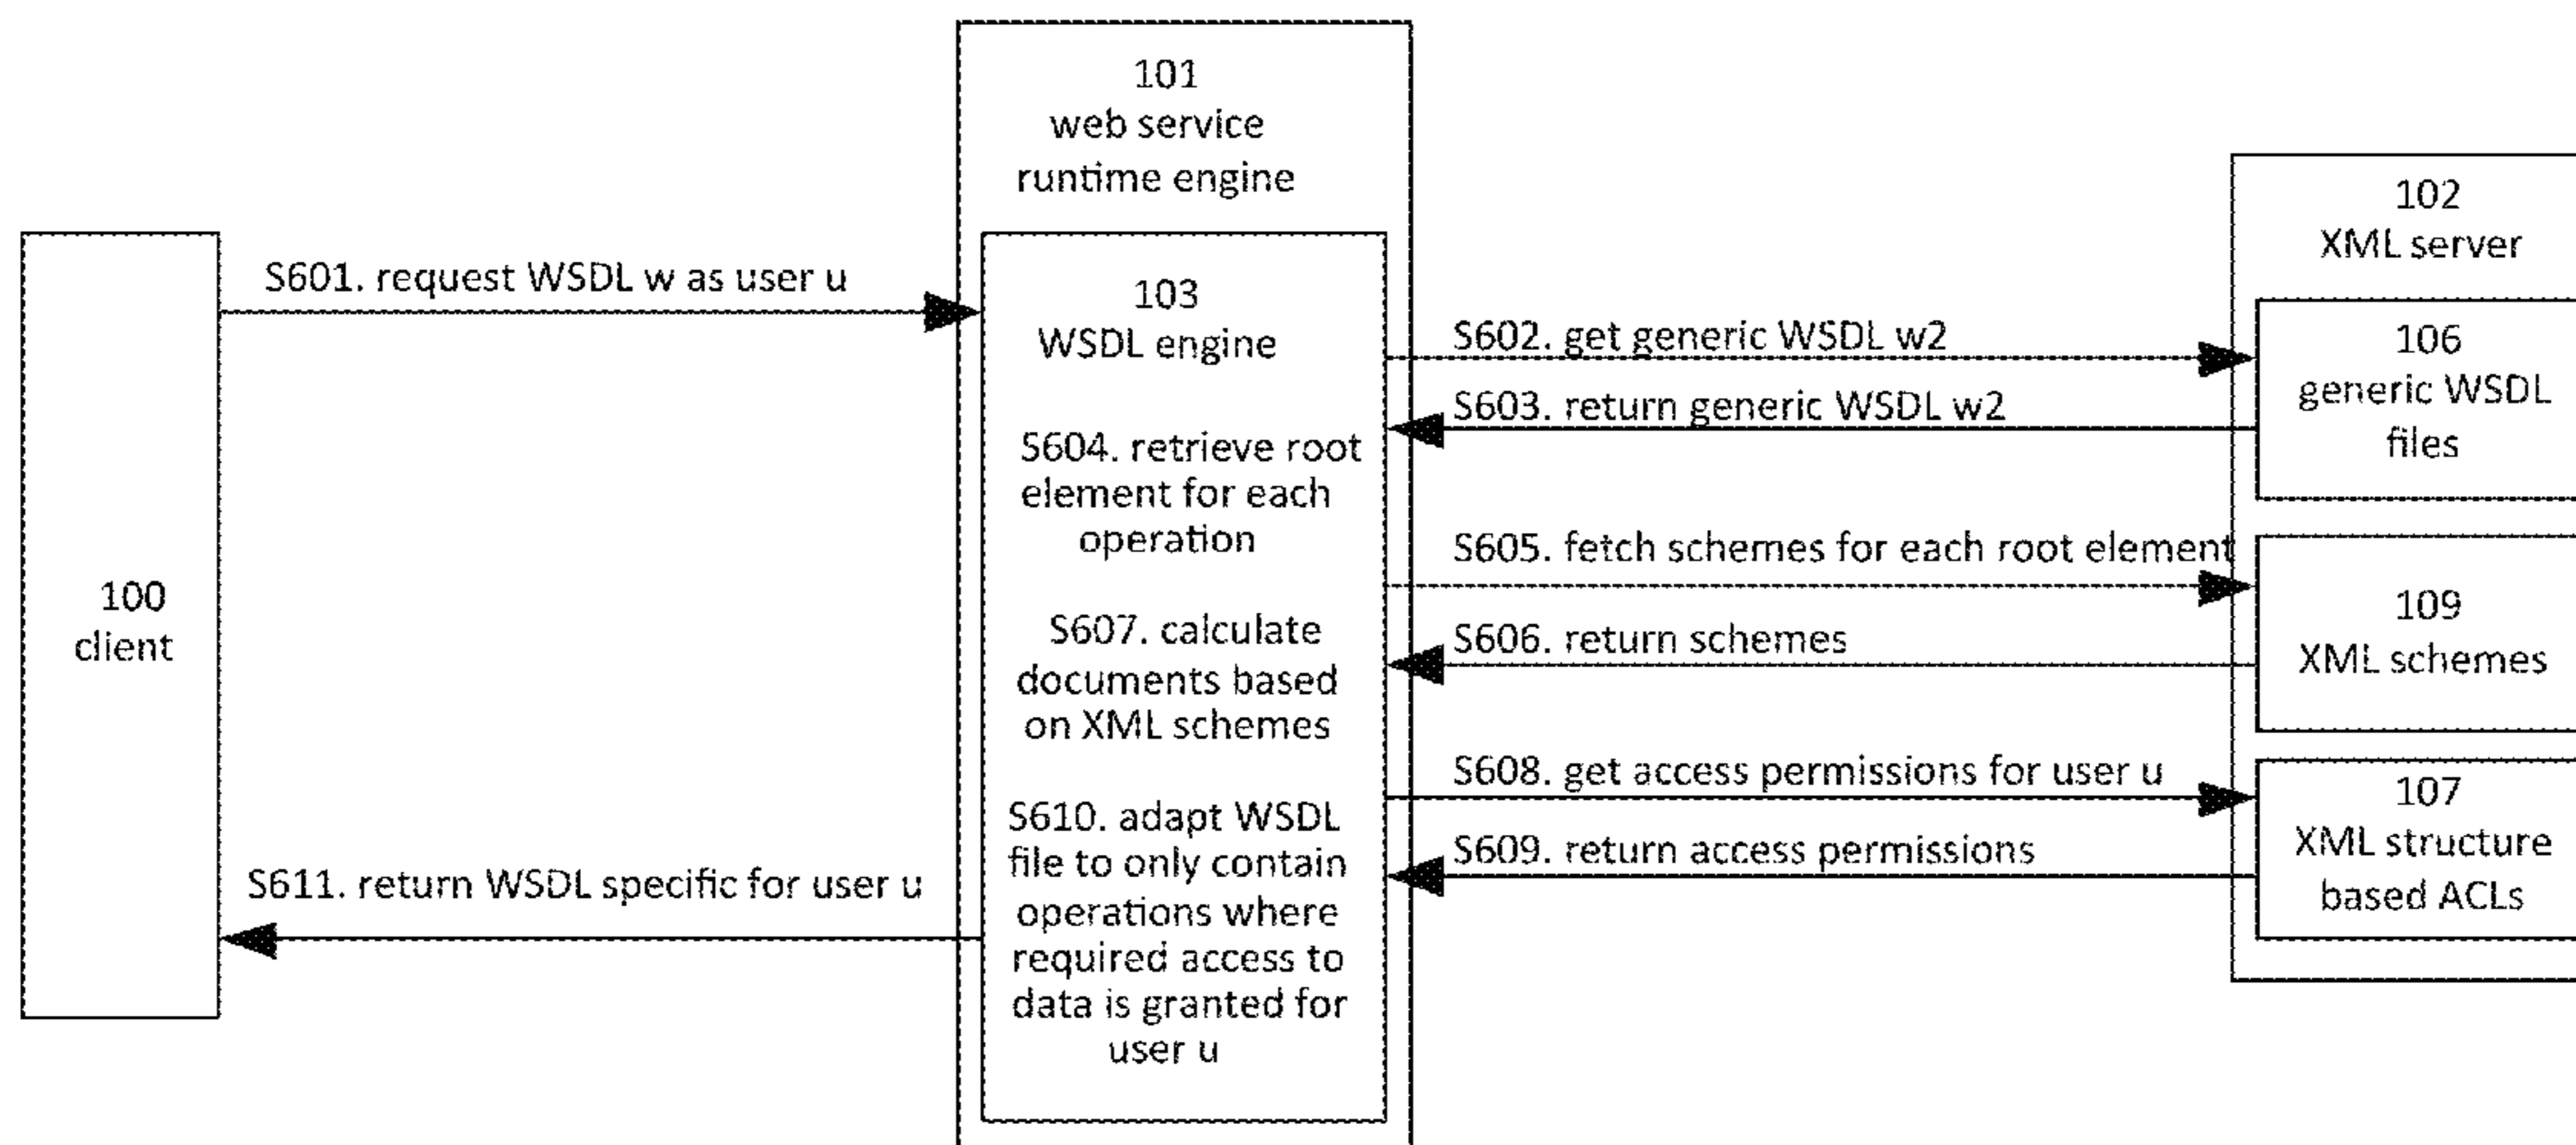 101
web service
runtime engine
102
XML server
S601. request WSDL w as user u
103
WSDL engine
S602. get generic WSDL w2
106
generic WSDL
files
S603. return generic WSDL w2
S604. retrieve root
element for each
operation
S605. fetch schemes for each root element
100
client
109
XML schemes
S607. calculate
documents based
on XML schemes
S606. return schemes
S608. get access permissions for user u
107
XML structure
based ACLs
S610. adapt WSDL
file to only contain
operations where
required access to
data is granted for
user u
S609. return access permissions
S611. return WSDL specific for user u